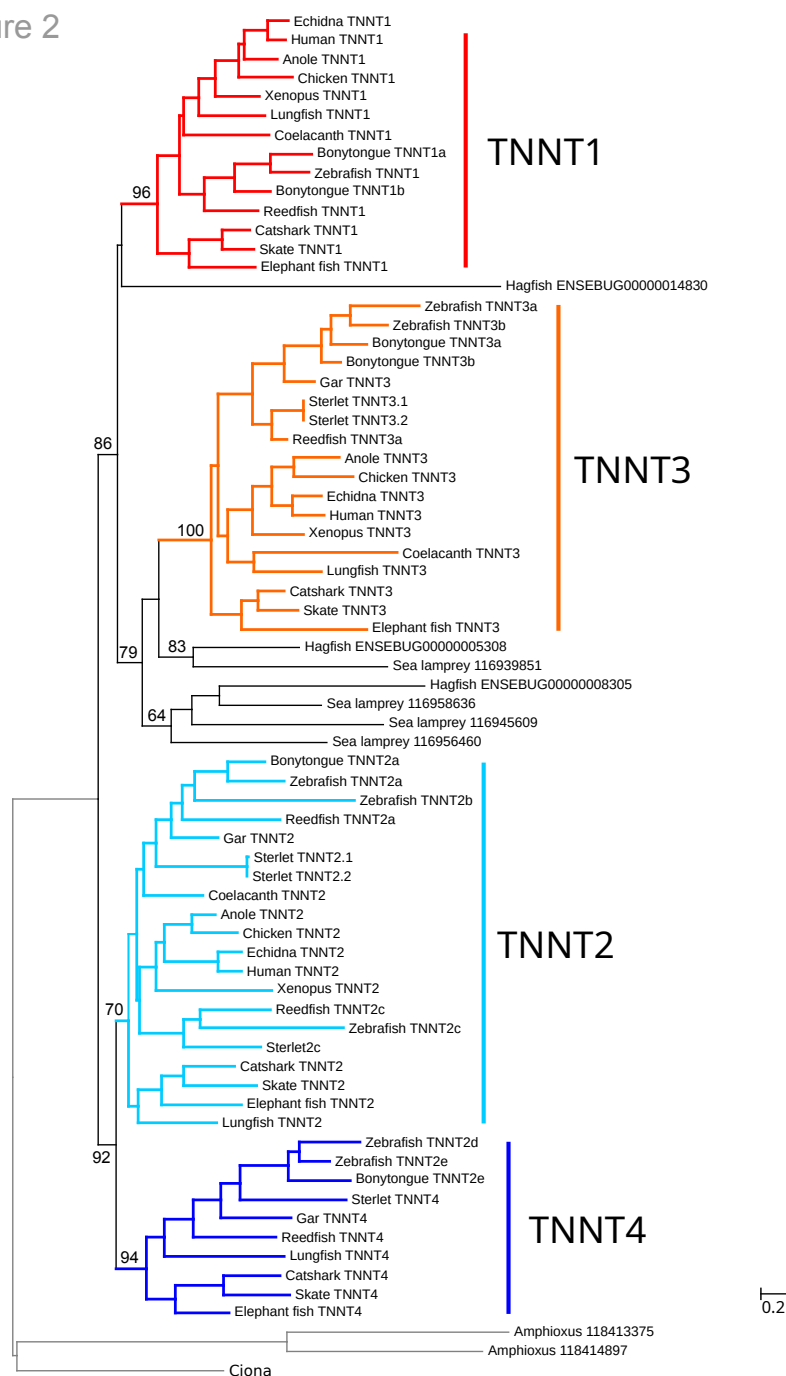 ure 2
Echidna TNNT1
Human TNNT1
Anole TNNT1
Chicken TNNT1
Xenopus TNNT1
Lungfish TNNT1
Coelacanth TNNT1
Bonytongue TNNT1a
TNNT1
Zebrafish TNNT1
Bonytongue TNNT1b
96
Reedfish TNNT1
Catshark TNNT1
Skate TNNT1
Elephant fish TNNT1
Hagfish ENSEBUG00000014830
Zebrafish TNNT3a
Zebrafish TNNT3b
Bonytongue TNNT3a
Bonytongue TNNT3b
Gar TNNT3
Sterlet TNNT3.1
Sterlet TNNT3.2
Reedfish TNNT3a
86
Anole TNNT3
TNNT3
Chicken TNNT3
Echidna TNNT3
Human TNNT3
100
Xenopus TNNT3
Coelacanth TNNT3
Lungfish TNNT3
Catshark TNNT3
Skate TNNT3
Elephant fish TNNT3
83
Hagfish ENSEBUG00000005308
79
Sea lamprey 116939851
Hagfish ENSEBUG00000008305
Sea lamprey 116958636
64
Sea lamprey 116945609
Sea lamprey 116956460
Bonytongue TNNT2a
Zebrafish TNNT2a
Zebrafish TNNT2b
Reedfish TNNT2a
Gar TNNT2
Sterlet TNNT2.1
Sterlet TNNT2.2
Coelacanth TNNT2
Anole TNNT2
Chicken TNNT2
TNNT2
Echidna TNNT2
Human TNNT2
Xenopus TNNT2
70
Reedfish TNNT2c
Zebrafish TNNT2c
Sterlet2c
Catshark TNNT2
Skate TNNT2
Elephant fish TNNT2
Lungfish TNNT2
Zebrafish TNNT2d
92
Zebrafish TNNT2e
Bonytongue TNNT2e
Sterlet TNNT4
Gar TNNT4
TNNT4
Reedfish TNNT4
94
Lungfish TNNT4
Catshark TNNT4
Skate TNNT4
0.2
Elephant fish TNNT4
Amphioxus 118413375
Amphioxus 118414897
Ciona